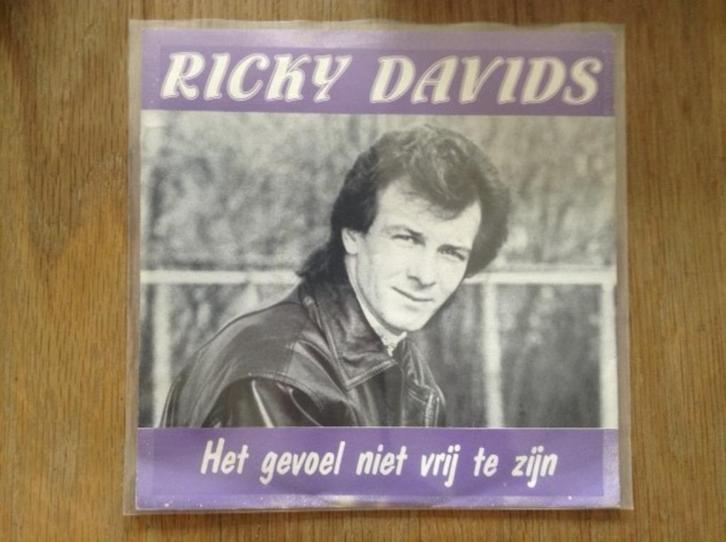 RICKY DAVIDS
Het gevoel niet vrij te zijn